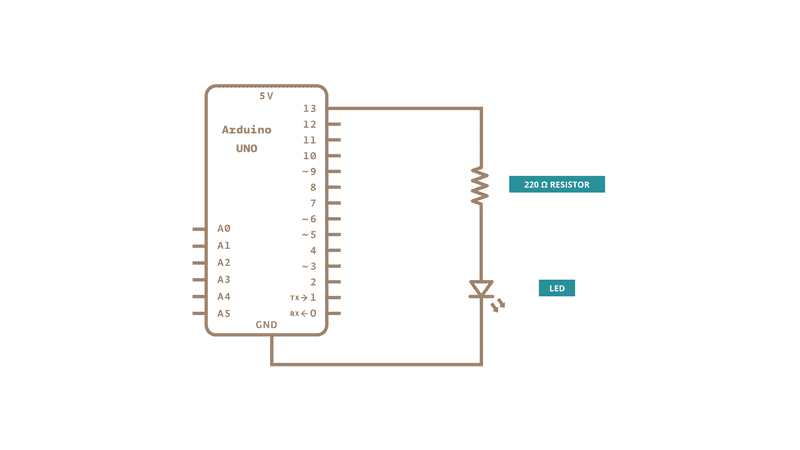 5V
Arduino
UNO
13
12
11
10
~9
8
7
~6
~5
4
~3
2
TX→1
RX←0
A0
A1
A2
A3
A4
A5
GND
220 Ω RESISTOR
LED